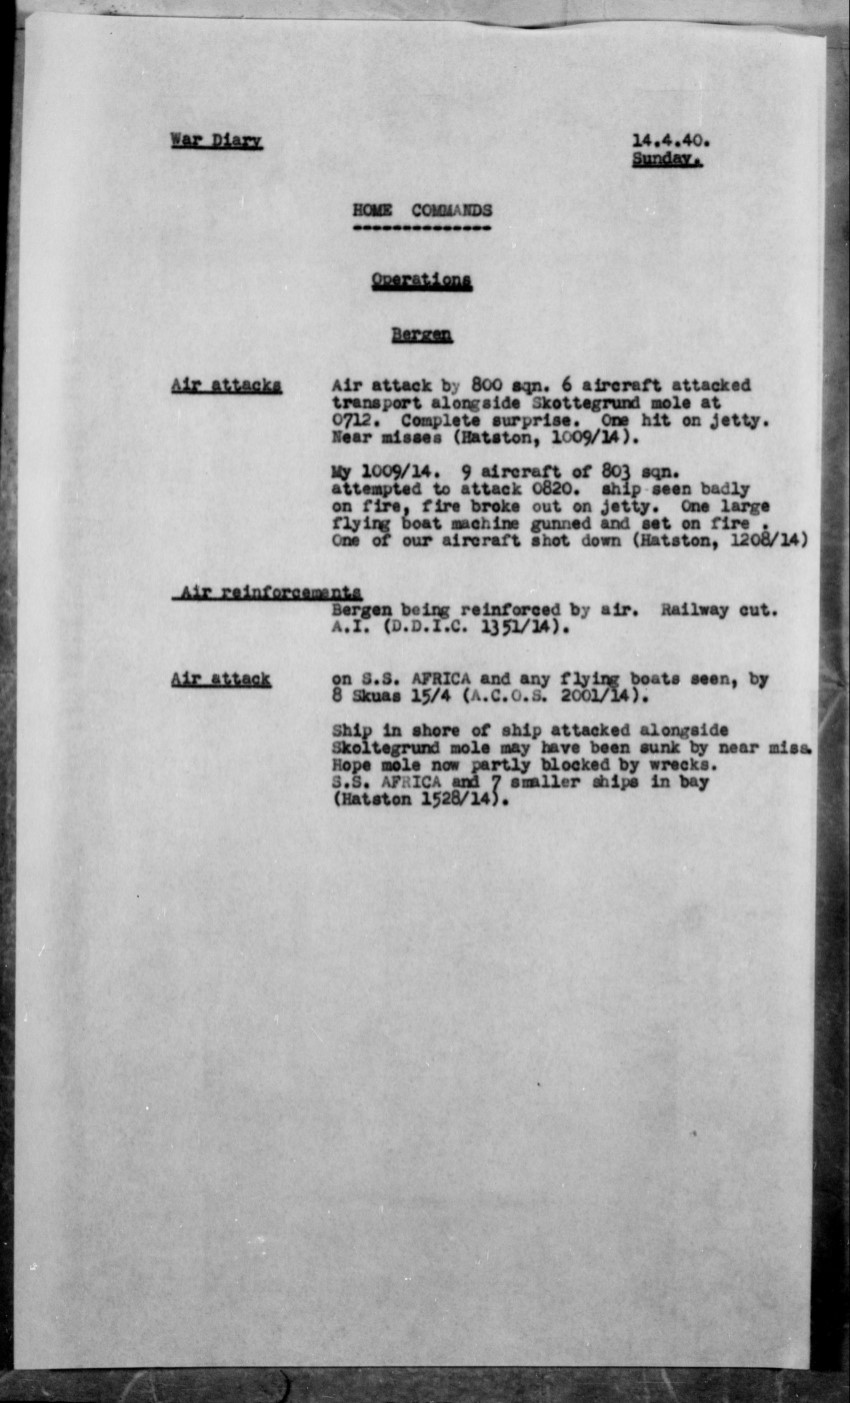 War Diary
14.4.40.
Sunday.
HOME COMMANDS
Operations
Bergen
Air attacks
Air attack by 800 sqn. 6 aircraft attacked
transport alongside Skottegrund mole at
0712. Complete surprise. One hit on jetty.
Near misses (Hatston, 1009/14).
My 1009/14. 9 aircraft of 803 sqn.
attempted to attack 0820. ship seen badly
on fire, fire broke out on jetty. One large
flying boat machine gunned and set on fire .
One of our aircraft shot down (Hatston, 1208/14)
Air reinforcements
Bergen being reinforced by air. Railway cut.
A.I. (D.D.I.C. 1351/14).
Air attack
on S.S. AFRICA and any flying boats seen, by
8 Skuas 15/4 (A.C.O.S. 2001/14).
Ship in shore of ship attacked alongside
Skoltegrund mole may have been sunk by near miss.
Hope mole now partly blocked by wrecks.
S.S. AFRICA and 7 smaller ships in bay
(Hatston 1528/14).